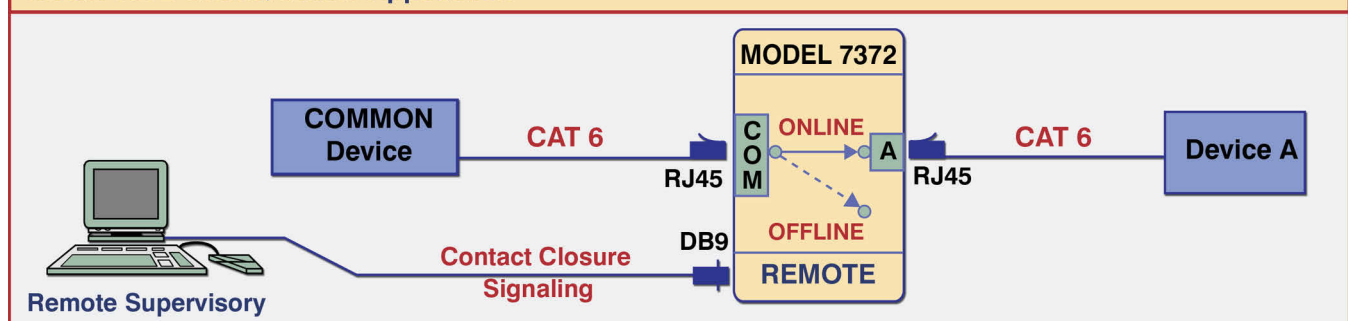 MODEL 7372
COMMON
Device
CAT 6
RJ45
COM
ONLINE
A
OFFLINE
RJ45
CAT 6
Device A
DB9
REMOTE
Contact Closure
Signaling
Remote Supervisory